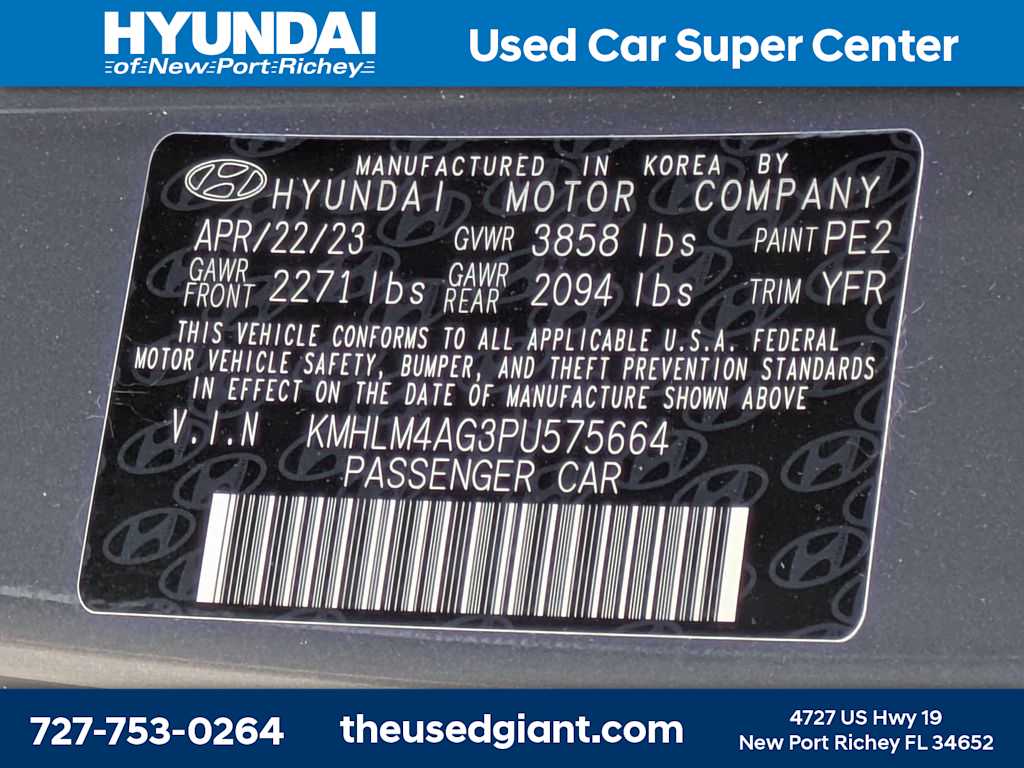 HYUNDAI
of New Port Richey
Used Car Super Center
MANUFACTURED IN KOREA BY
HYUNDAI MOTOR COMPANY
APR/22/23 GVWR 3858 lbs PAINT PE2
GAWR FRONT 2271 lbs GAWR REAR 2094 lbs TRIM YFR
THIS VEHICLE CONFORMS TO ALL APPLICABLE U.S.A. FEDERAL
MOTOR VEHICLE SAFETY, BUMPER, AND THEFT PREVENTION STANDARDS
IN EFFECT ON THE DATE OF MANUFACTURE SHOWN ABOVE
V.I.N KMHLM4AG3PU575664
PASSENGER CAR
727-753-0264
theusedgiant.com
4727 US Hwy 19
New Port Richey FL 34652